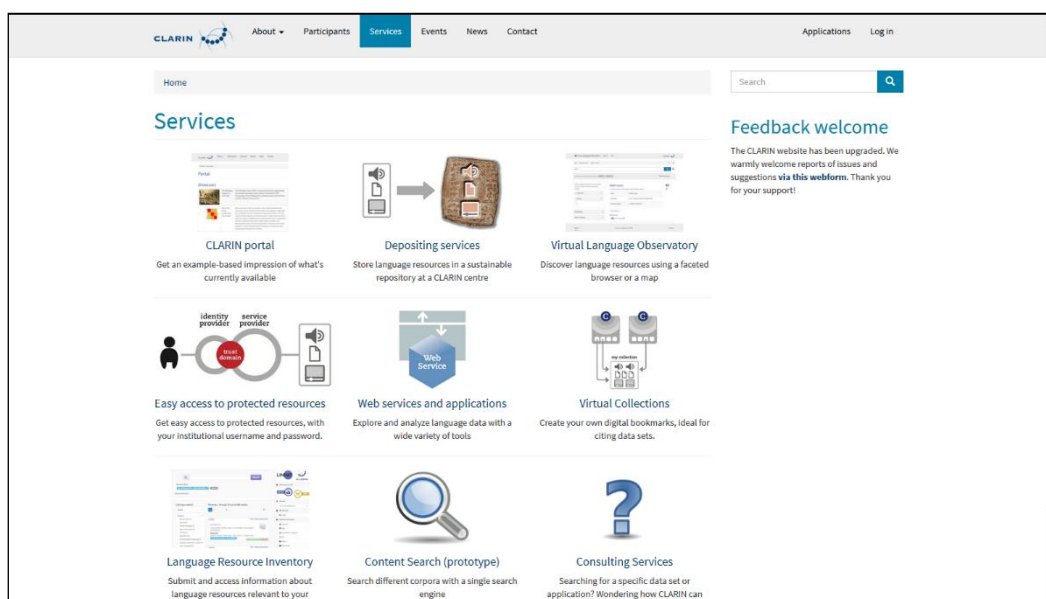 CLARIN
About
Participants
Services
Events
News
Contact
Applications
Log in
Home
Search
Services
Feedback welcome
The CLARIN website has been upgraded. We
warmly welcome reports of issues and
suggestions via this webform. Thank you
for your support!
Portal
CLARIN portal
Get an example-based impression of what's
currently available
Depositing services
Store language resources in a sustainable
repository at a CLARIN centre
Virtual Language Observatory
Discover language resources using a faceted
browser or a map
identity
provider
service
provider
trust
domain
Easy access to protected resources
Get easy access to protected resources, with
your institutional username and password.
Web
Service
Web services and applications
Explore and analyze language data with a
wide variety of tools
C
C
my collection
Virtual Collections
Create your own digital bookmarks, ideal for
citing data sets.
Language Resource Inventory
Submit and access information about
language resources relevant to your
Content Search (prototype)
Search different corpora with a single search
engine
Consulting Services
Searching for a specific data set or
application? Wondering how CLARIN can